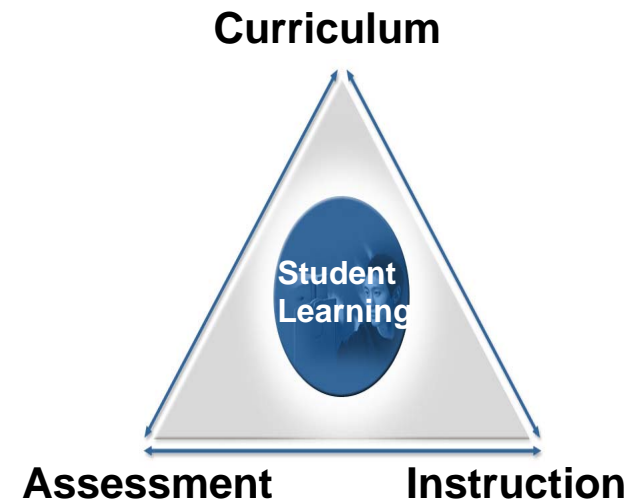 Curriculum
Student
Learning
Assessment
Instruction